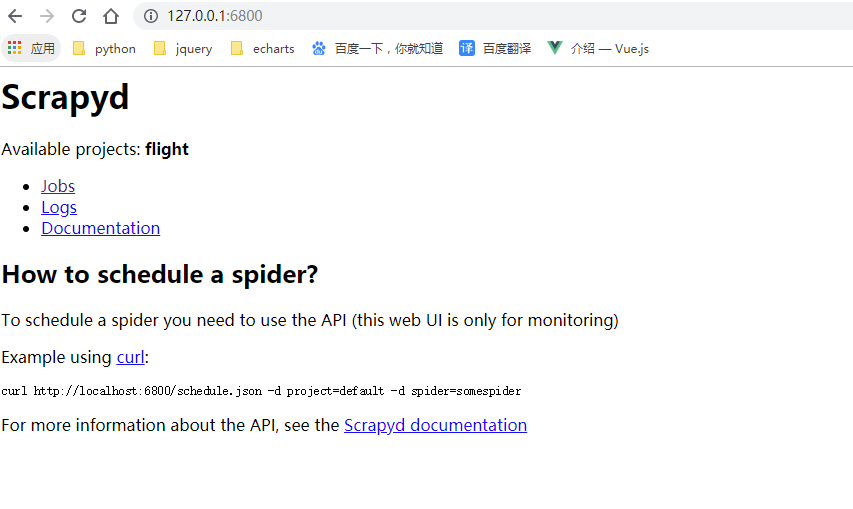 127.0.0.1:6800
应用 python jquery echarts 百度一下，你就知道 译 百度翻译 介绍 — Vue.js
Scrapyd
Available projects: flight
Jobs
Logs
Documentation
How to schedule a spider?
To schedule a spider you need to use the API (this web UI is only for monitoring)
Example using curl:
curl http://localhost:6800/schedule.json -d project=default -d spider=somespider
For more information about the API, see the Scrapyd documentation